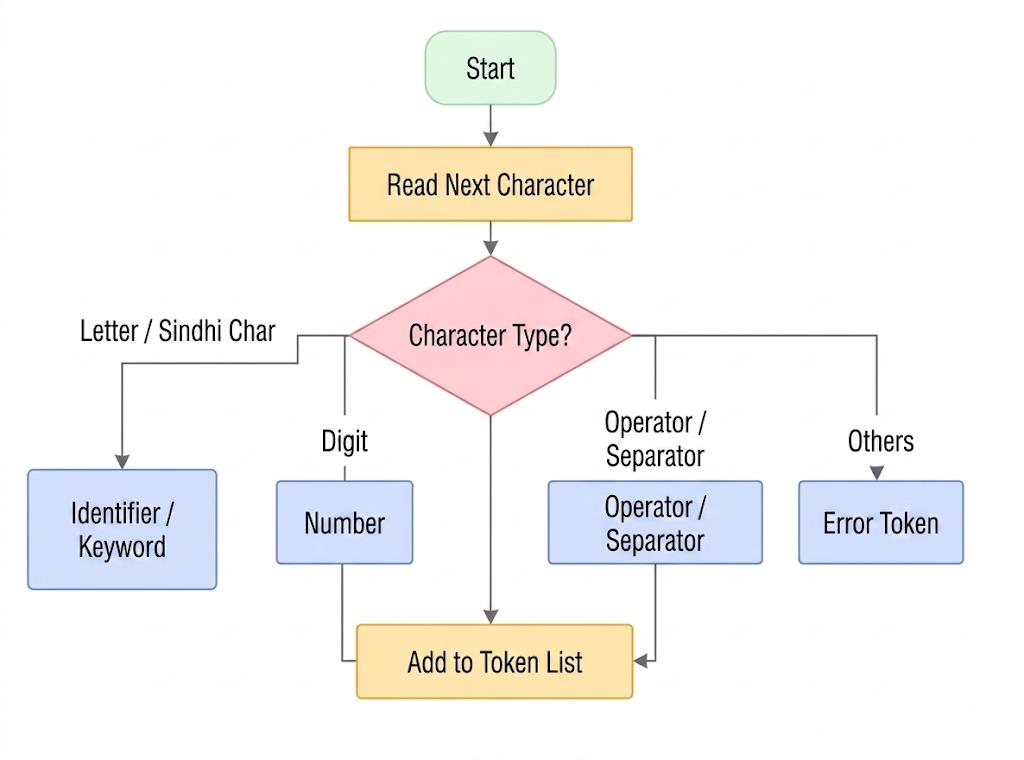 Start
Read Next Character
Character Type?
Letter / Sindhi Char
Digit
Operator /
Separator
Others
Identifier /
Keyword
Number
Operator /
Separator
Error Token
Add to Token List